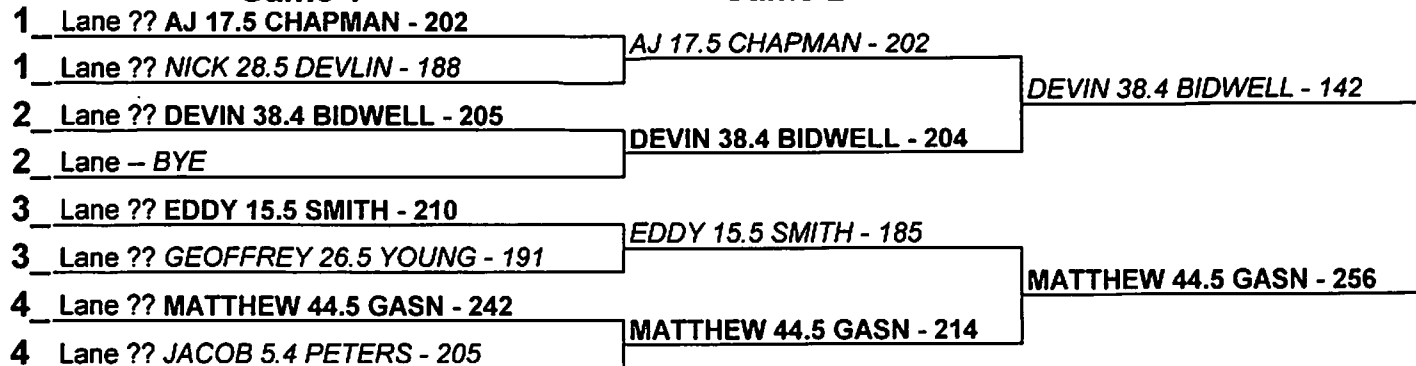 1_ Lane ?? AJ 17.5 CHAPMAN - 202
1_ Lane ?? NICK 28.5 DEVLIN - 188
2_ Lane ?? DEVIN 38.4 BIDWELL - 205
2_ Lane -- BYE
3_ Lane ?? EDDY 15.5 SMITH - 210
3_ Lane ?? GEOFFREY 26.5 YOUNG - 191
4_ Lane ?? MATTHEW 44.5 GASN - 242
4 Lane ?? JACOB 5.4 PETERS - 205
AJ 17.5 CHAPMAN - 202
DEVIN 38.4 BIDWELL - 204
EDDY 15.5 SMITH - 185
MATTHEW 44.5 GASN - 214
DEVIN 38.4 BIDWELL - 142
MATTHEW 44.5 GASN - 256